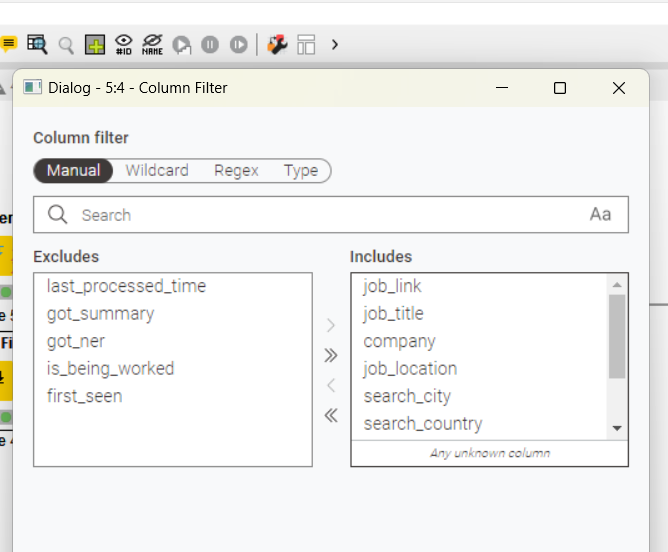 #ID
NAME
Dialog - 5:4 - Column Filter
Column filter
Manual Wildcard Regex Type
Search Aa
Excludes
last_processed_time
got_summary
got_ner
is_being_worked
first_seen
Includes
job_link
job_title
company
job_location
search_city
search_country
Any unknown column